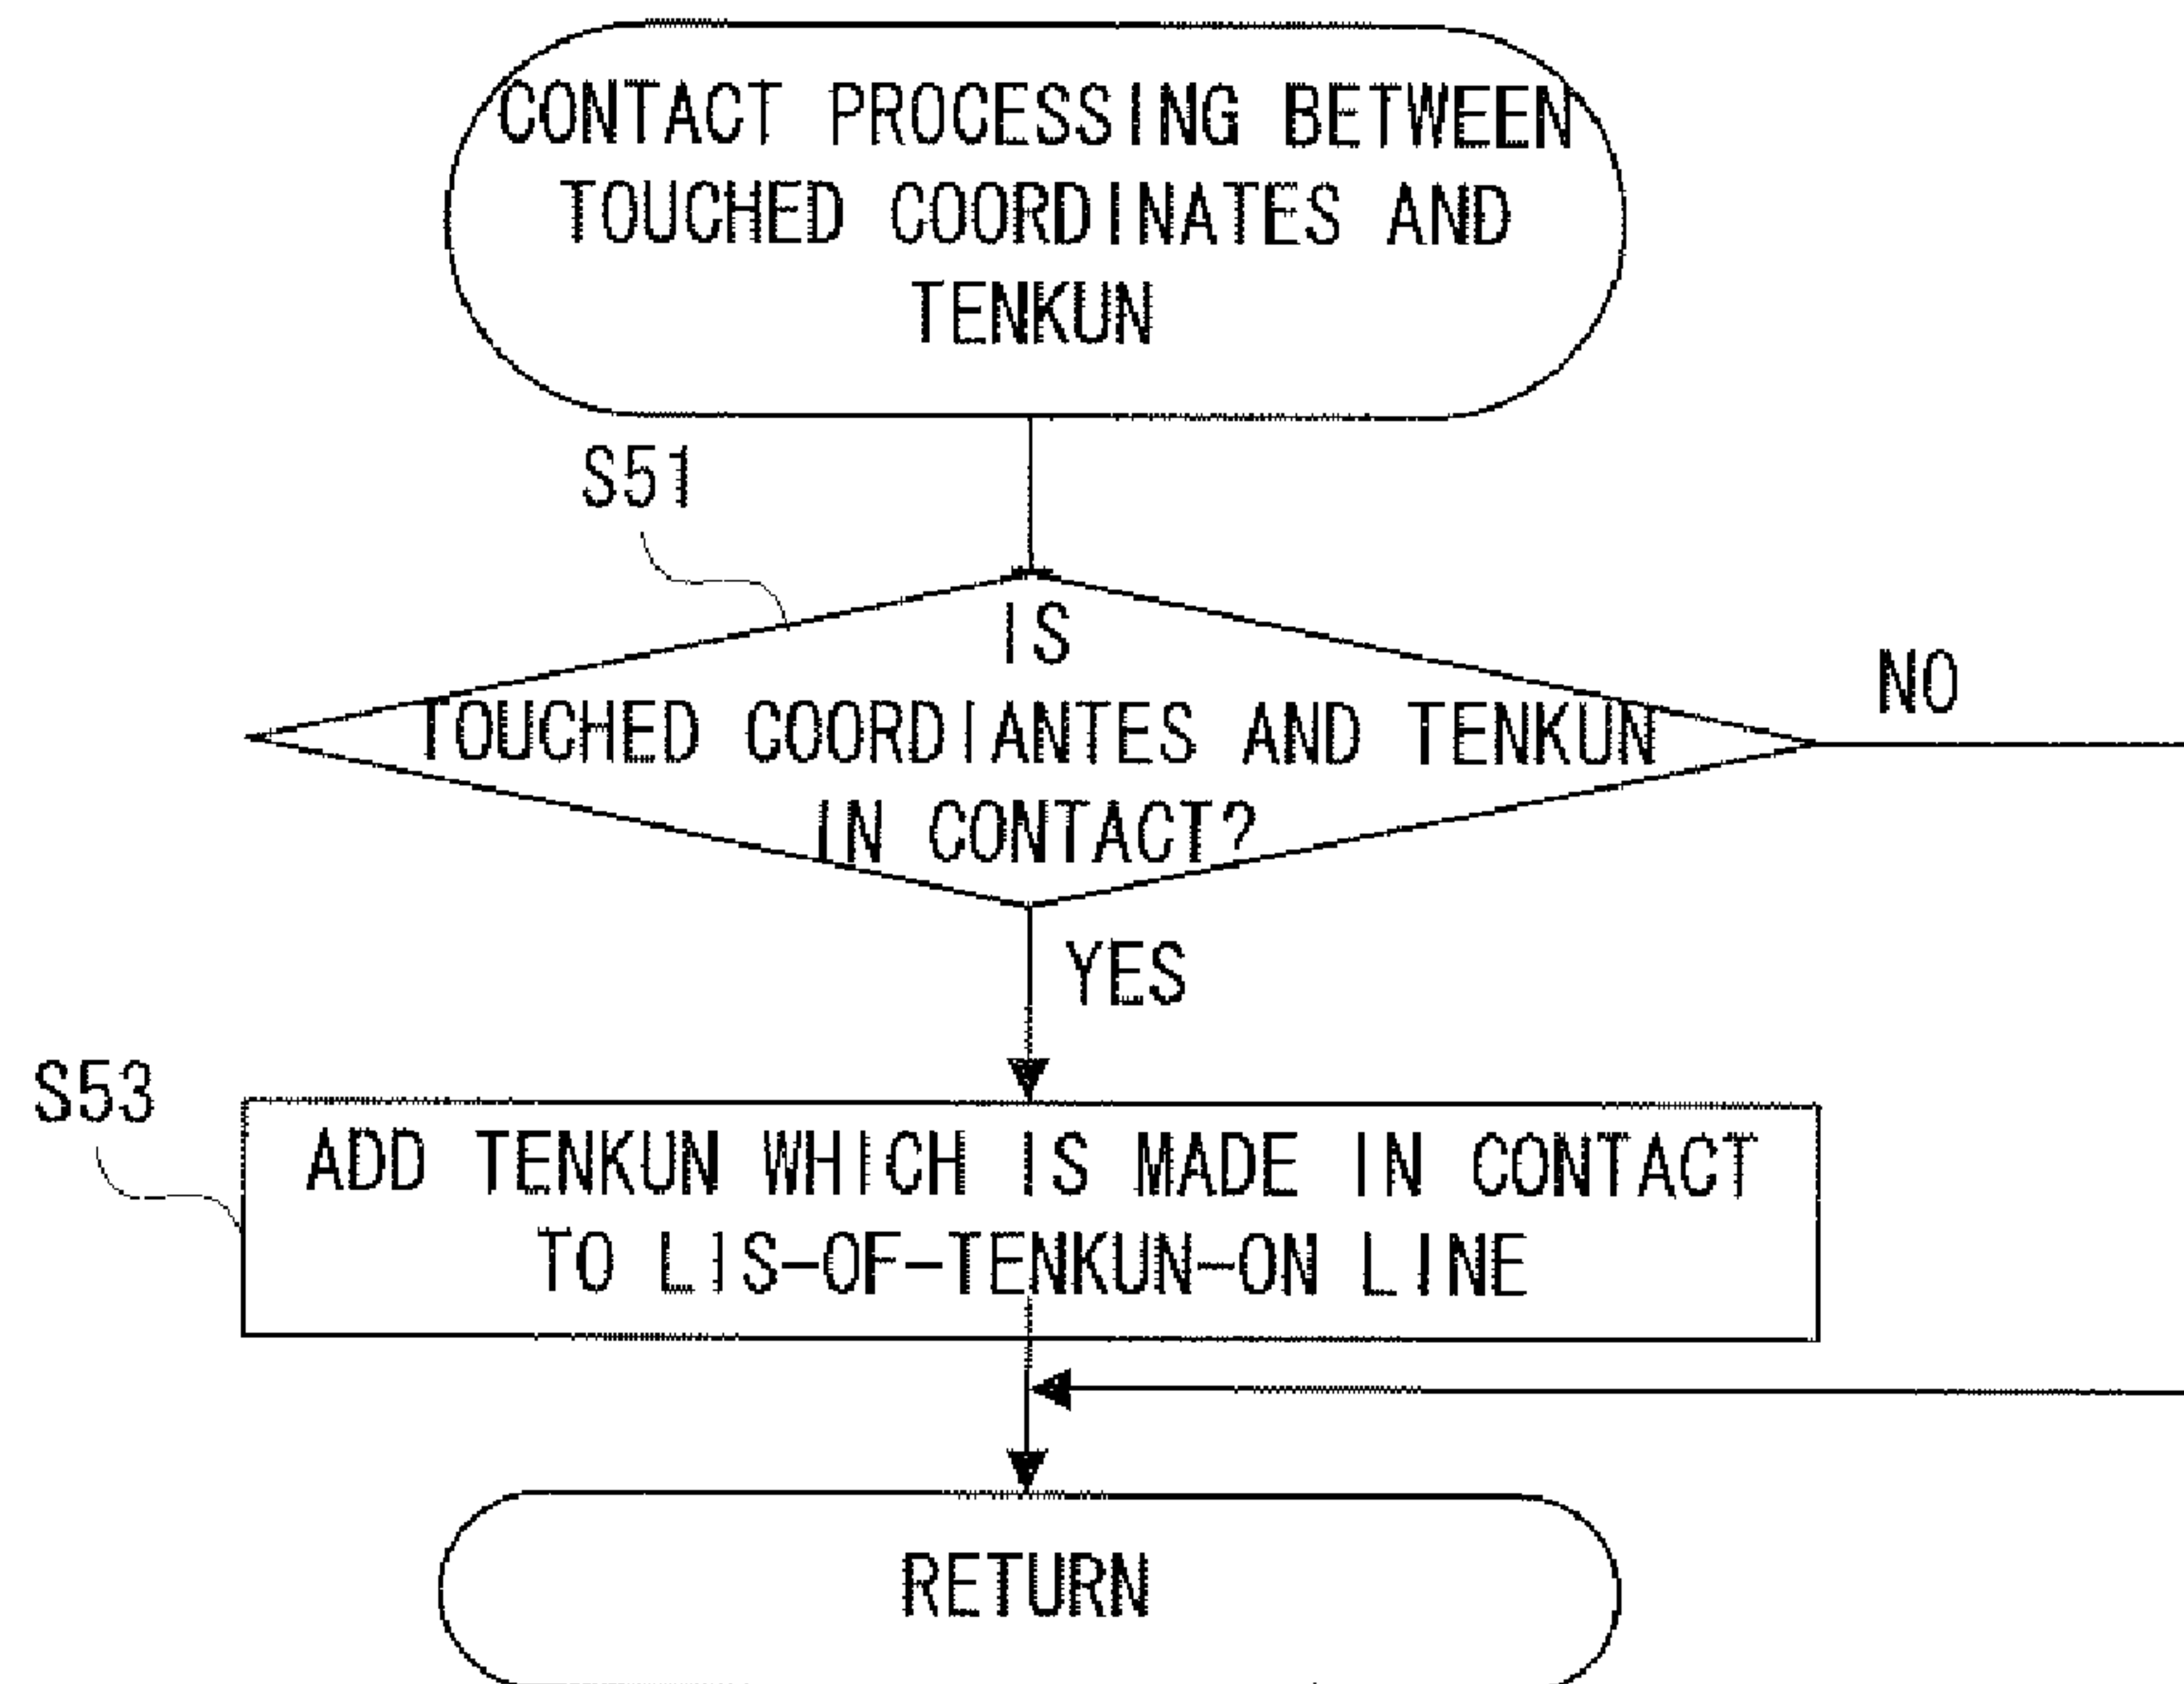 CONTACT PROCESSING BETWEEN
TOUCHED COORDINATES AND
TENKUN
S51
IS
TOUCHED COORDIANTES AND TENKUN
IN CONTACT?
NO
YES
S53
ADD TENKUN WHICH IS MADE IN CONTACT
TO LIS-OF-TENKUN-ON LINE
RETURN